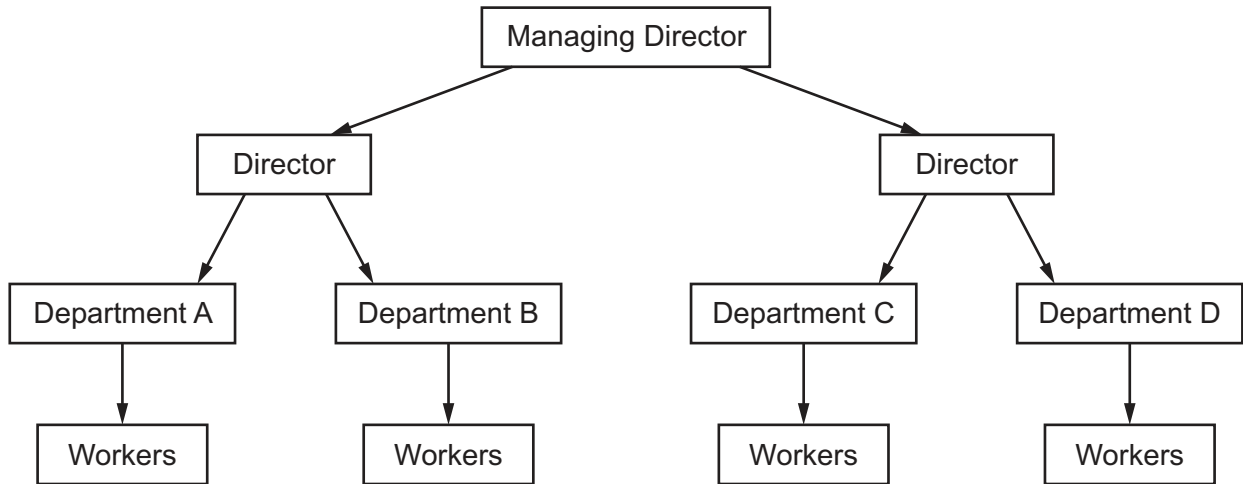 Managing Director
Director
Director
Department A
Department B
Department C
Department D
Workers
Workers
Workers
Workers